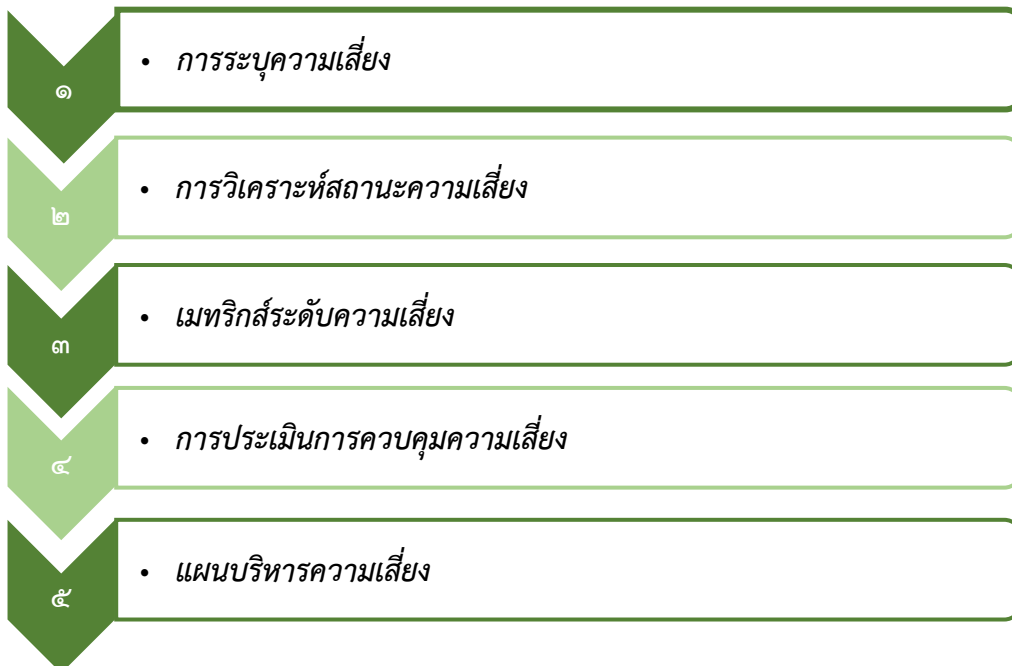 ๑
• การระบุความเสี่ยง
๒
• การวิเคราะห์สถานะความเสี่ยง
๓
• เมทริกส์ระดับความเสี่ยง
๔
• การประเมินการควบคุมความเสี่ยง
๕
• แผนบริหารความเสี่ยง